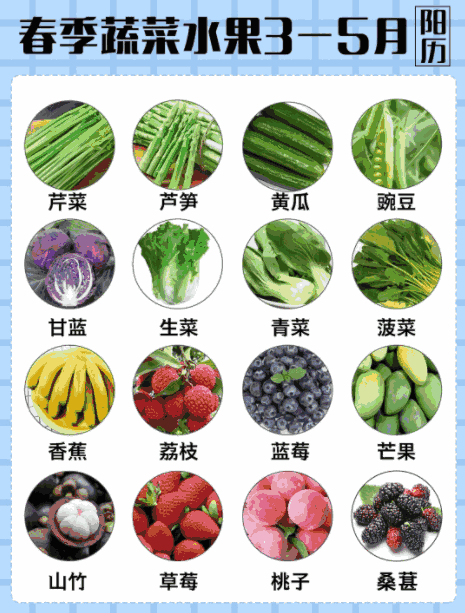 春季蔬菜水果3-5月 阳历
芹菜 芦笋 黄瓜 豌豆
甘蓝 生菜 青菜 菠菜
香蕉 荔枝 蓝莓 芒果
山竹 草莓 桃子 桑葚